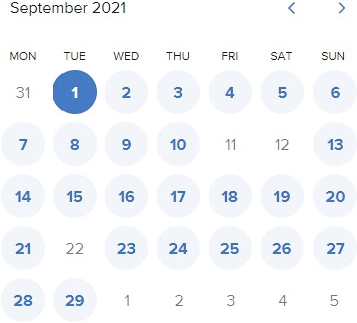 September 2021
MON TUE WED THU FRI SAT SUN
31 1 2 3 4 5 6
7 8 9 10 11 12 13
14 15 16 17 18 19 20
21 22 23 24 25 26 27
28 29 1 2 3 4 5